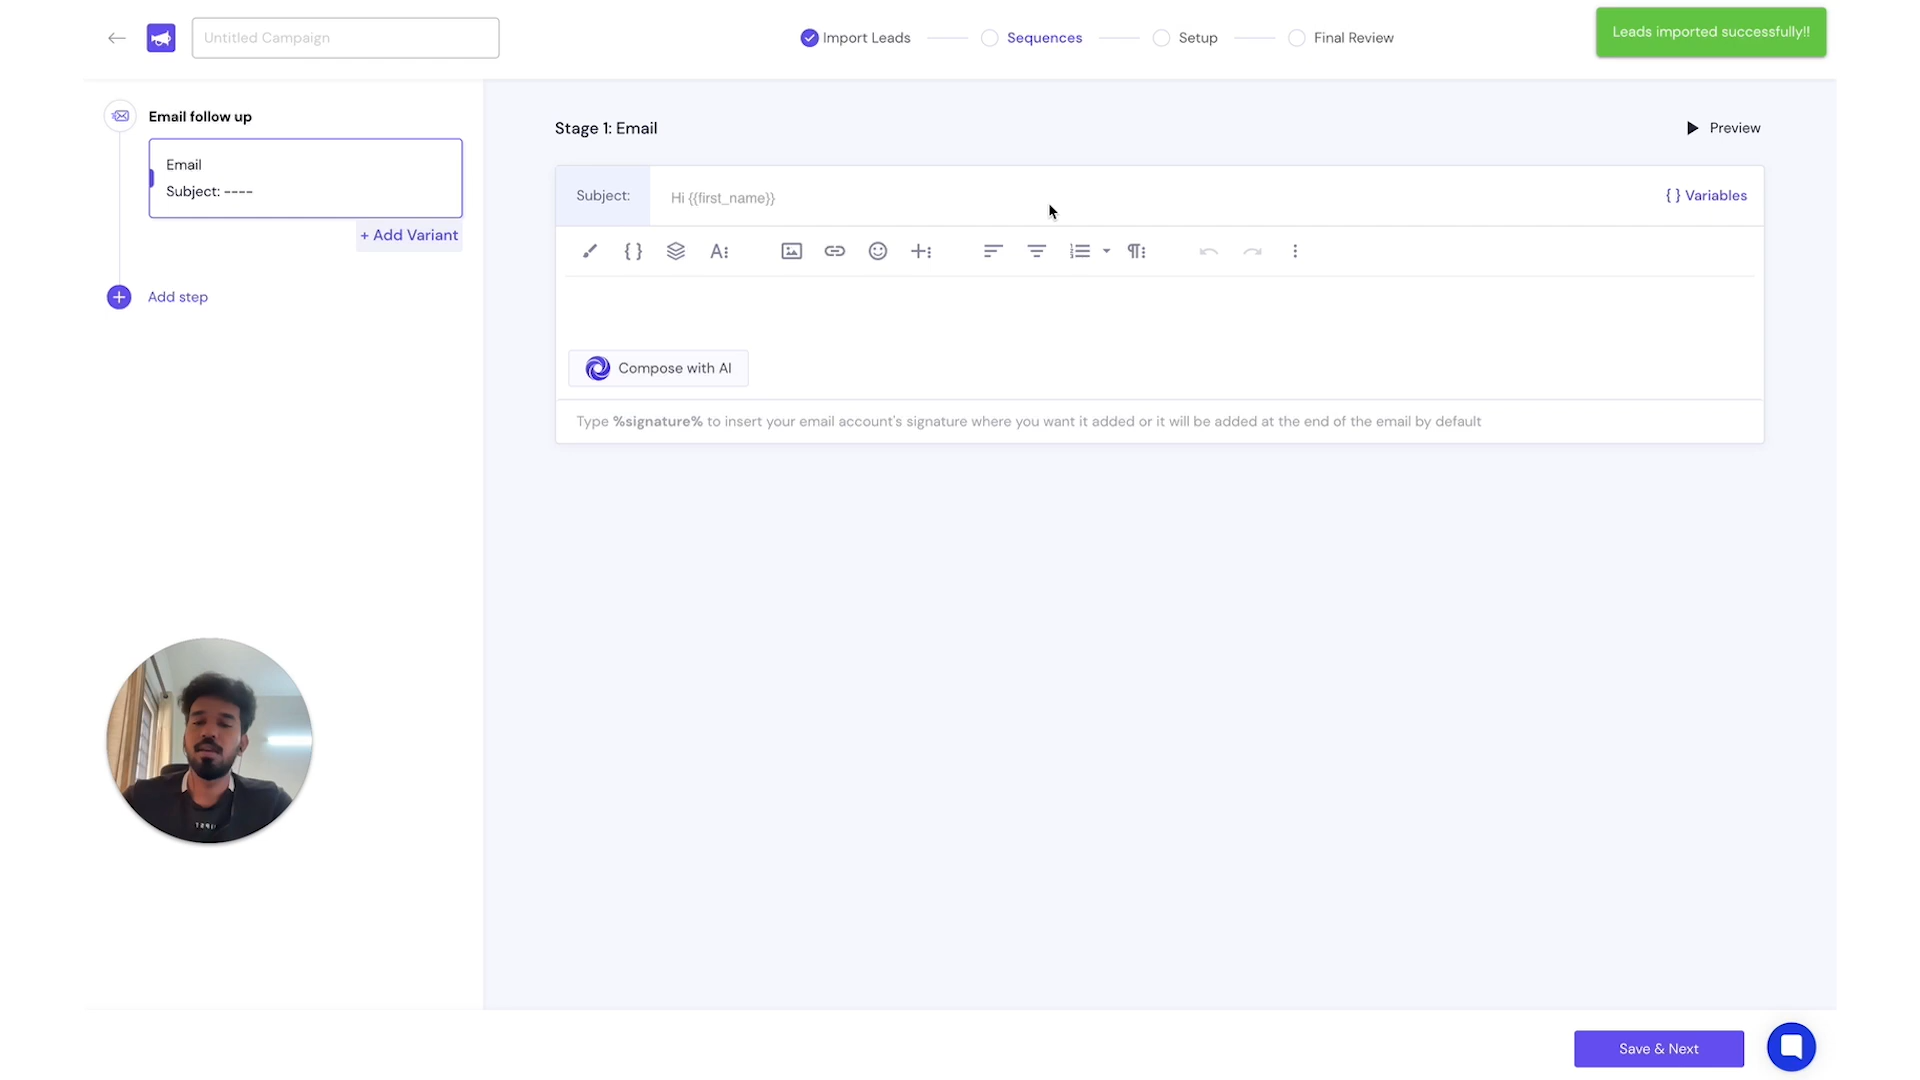 Untitled Campaign
Import Leads
Sequences
Setup
Final Review
Leads imported successfully!!
Email follow up
Email
Subject: ----
+ Add Variant
Add step
Stage 1: Email
Preview
Subject:
Hi {{first_name}}
{ } Variables
Compose with AI
Type %signature% to insert your email account's signature where you want it added or it will be added at the end of the email by default
Save & Next